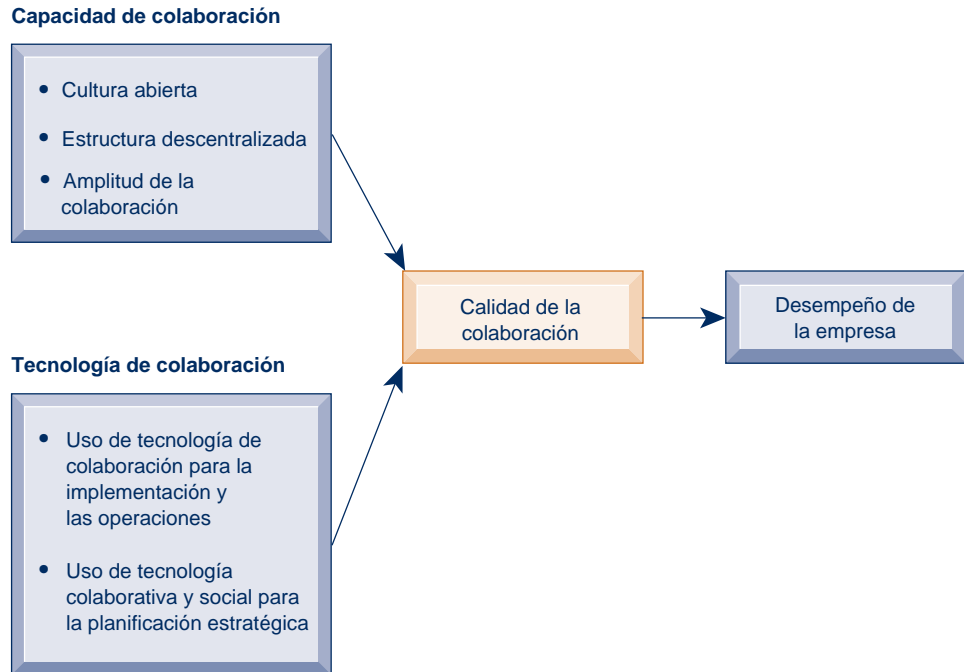 Capacidad de colaboración
• Cultura abierta
• Estructura descentralizada
• Amplitud de la
colaboración
Calidad de la
colaboración
Desempeño de
la empresa
Tecnología de colaboración
• Uso de tecnología de
colaboración para la
implementación y
las operaciones
• Uso de tecnología
colaborativa y social para
la planificación estratégica